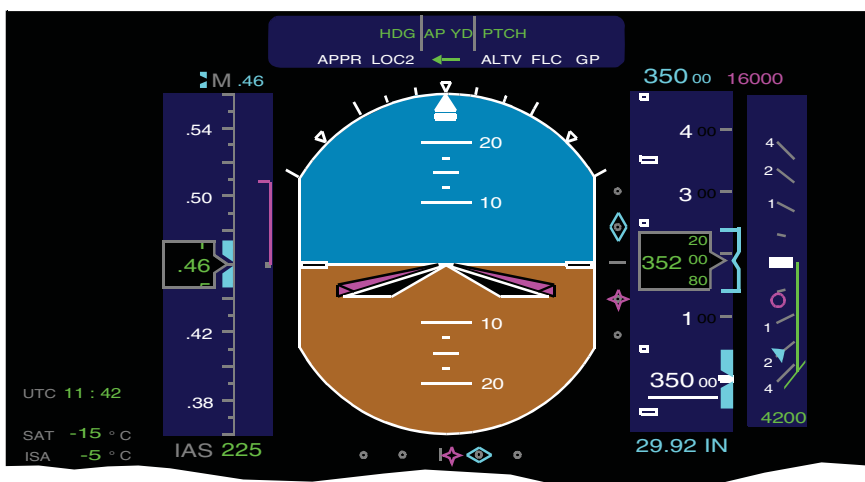 HDG AP YD PTCH
APPR LOC2 ALTV FLC GP
M .46
350 00 16000
.54
.50
.46
.42
.38
IAS 225
20
10
10
20
4 00
3 00
20
352 00
80
1 00
350 00
29.92 IN
4
2
1
1
2
4
4200
UTC 11 : 42
SAT -15 ° C
ISA -5 ° C